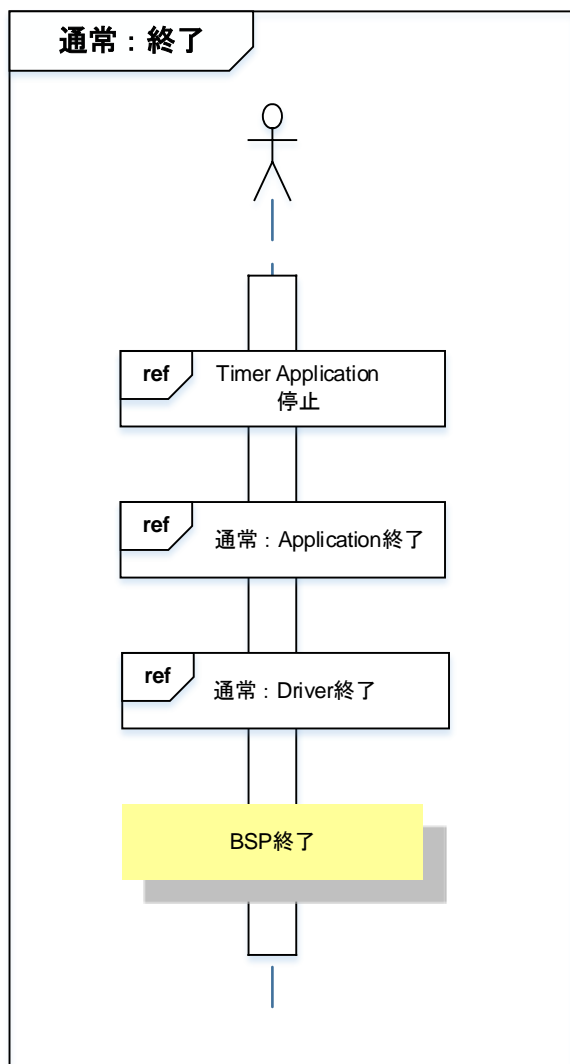 通常：終了
ref
Timer Application
停止
ref
通常：Application終了
ref
通常：Driver終了
BSP終了